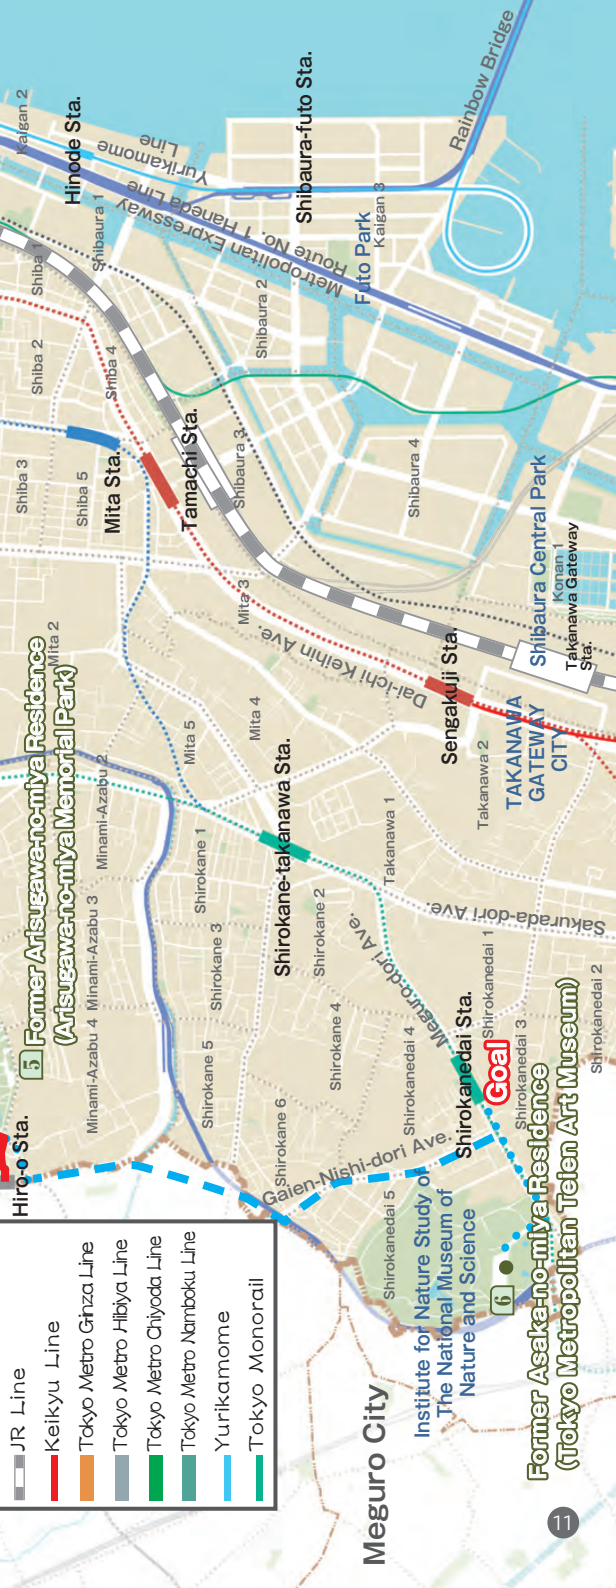 JR Line
Keikyu Line
Tokyo Metro Ginza Line
Tokyo Metro Hibiya Line
Tokyo Metro Chiyoda Line
Tokyo Metro Namboku Line
Yurikamome
Tokyo Monorail
Meguro City
11
Hiro-o Sta.
5
Former Arisugawa-no-miya Residence
(Arisugawa-no-miya Memorial Park)
Minami-Azabu 4
Minami-Azabu 3
Minami-Azabu 2
Mita 2
Shirokane 5
Shirokane 3
Shirokane 1
Mita 5
Mita 4
Mita 3
Shirokane 6
Shirokane 4
Shirokane 2
Shirokane-takanawa Sta.
Gaien-Nishi-dori Ave.
Shirokanedai 5
Shirokanedai 4
Meguro-dori Ave.
Takanawa 1
Sakurada-dori Ave.
Takanawa 2
Institute for Nature Study of
The National Museum of
Nature and Science
Shirokanedai Sta.
Goal
Shirokanedai 1
Shirokanedai 3
Shirokanedai 2
6
Former Asaka-no-miya Residence
(Tokyo Metropolitan Teien Art Museum)
Shiba 3
Shiba 2
Shiba 1
Shiba 5
Shiba 4
Mita Sta.
Tamachi Sta.
Dai-ichi Keihin Ave.
Sengakuji Sta.
TAKANAWA
GATEWAY
CITY
Takanawa Gateway
Sta.
Konan 1
Shibaura Central Park
Shibaura 1
Shibaura 2
Shibaura 3
Shibaura 4
Kaigan 2
Hinode Sta.
Yurikamome
Line
Metropolitan Expressway
Route No. 1 Haneda Line
Shibaura-futo Sta.
Futo Park
Kaigan 3
Rainbow Bridge